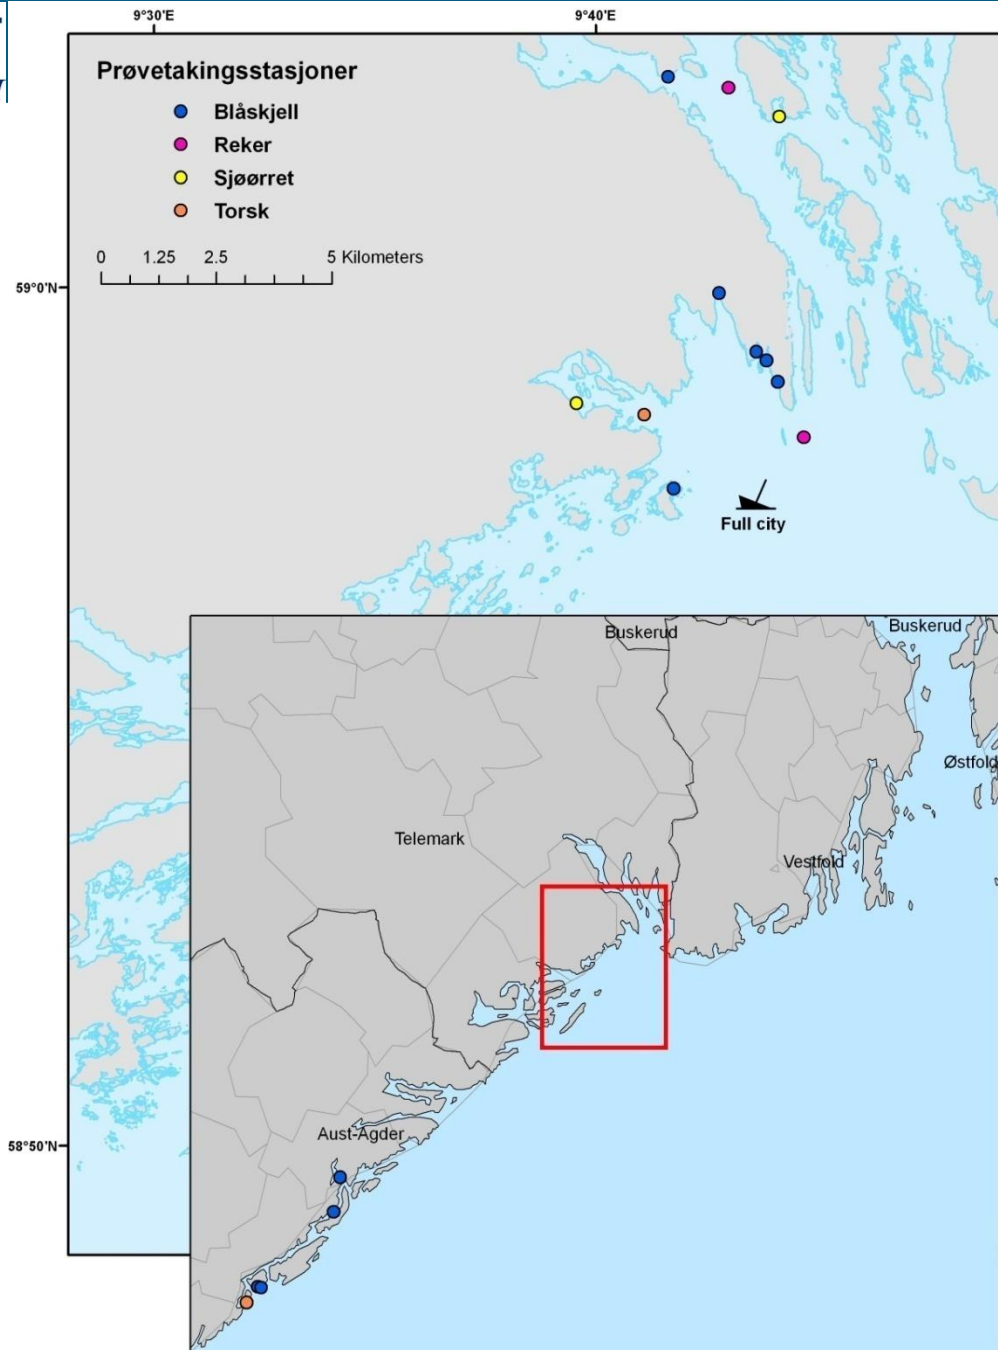 9°30'E
9°40'E
Prøvetakingsstasjoner
Blåskjell
Reker
Sjøørret
Torsk
0 1.25 2.5 5 Kilometers
59°0'N
Full city
Buskerud
Buskerud
Østfold
Telemark
Vestfold
58°50'N
Aust-Agder